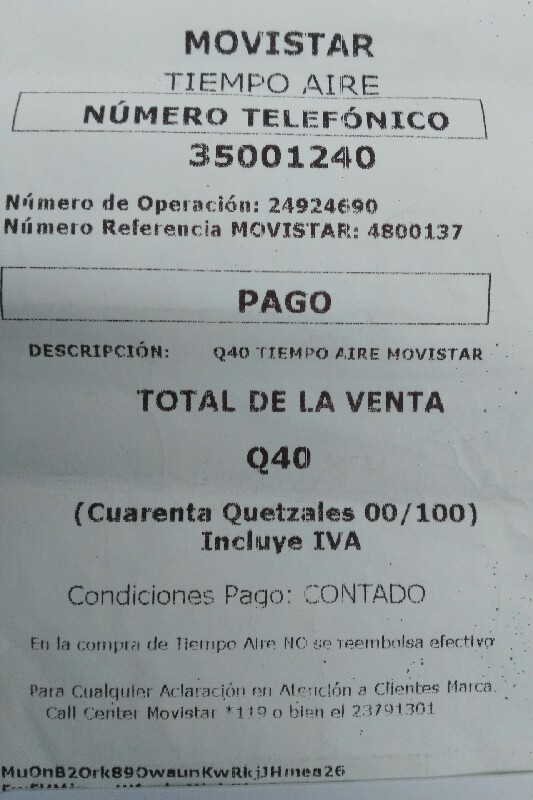 MOVISTAR
TIEMPO AIRE
NÚMERO TELEFÓNICO
35001240
Número de Operación: 24924690
Número Referencia MOVISTAR: 4800137
PAGO
DESCRIPCIÓN: Q40 TIEMPO AIRE MOVISTAR
TOTAL DE LA VENTA
Q40
(Cuarenta Quetzales 00/100)
Incluye IVA
Condiciones Pago: CONTADO
En la compra de Tiempo Aire NO se reembolsa efectivo
Para Cualquier Aclaración en Atención a Clientes Marca.
Call Center Movistar *119 o bien el 23791301